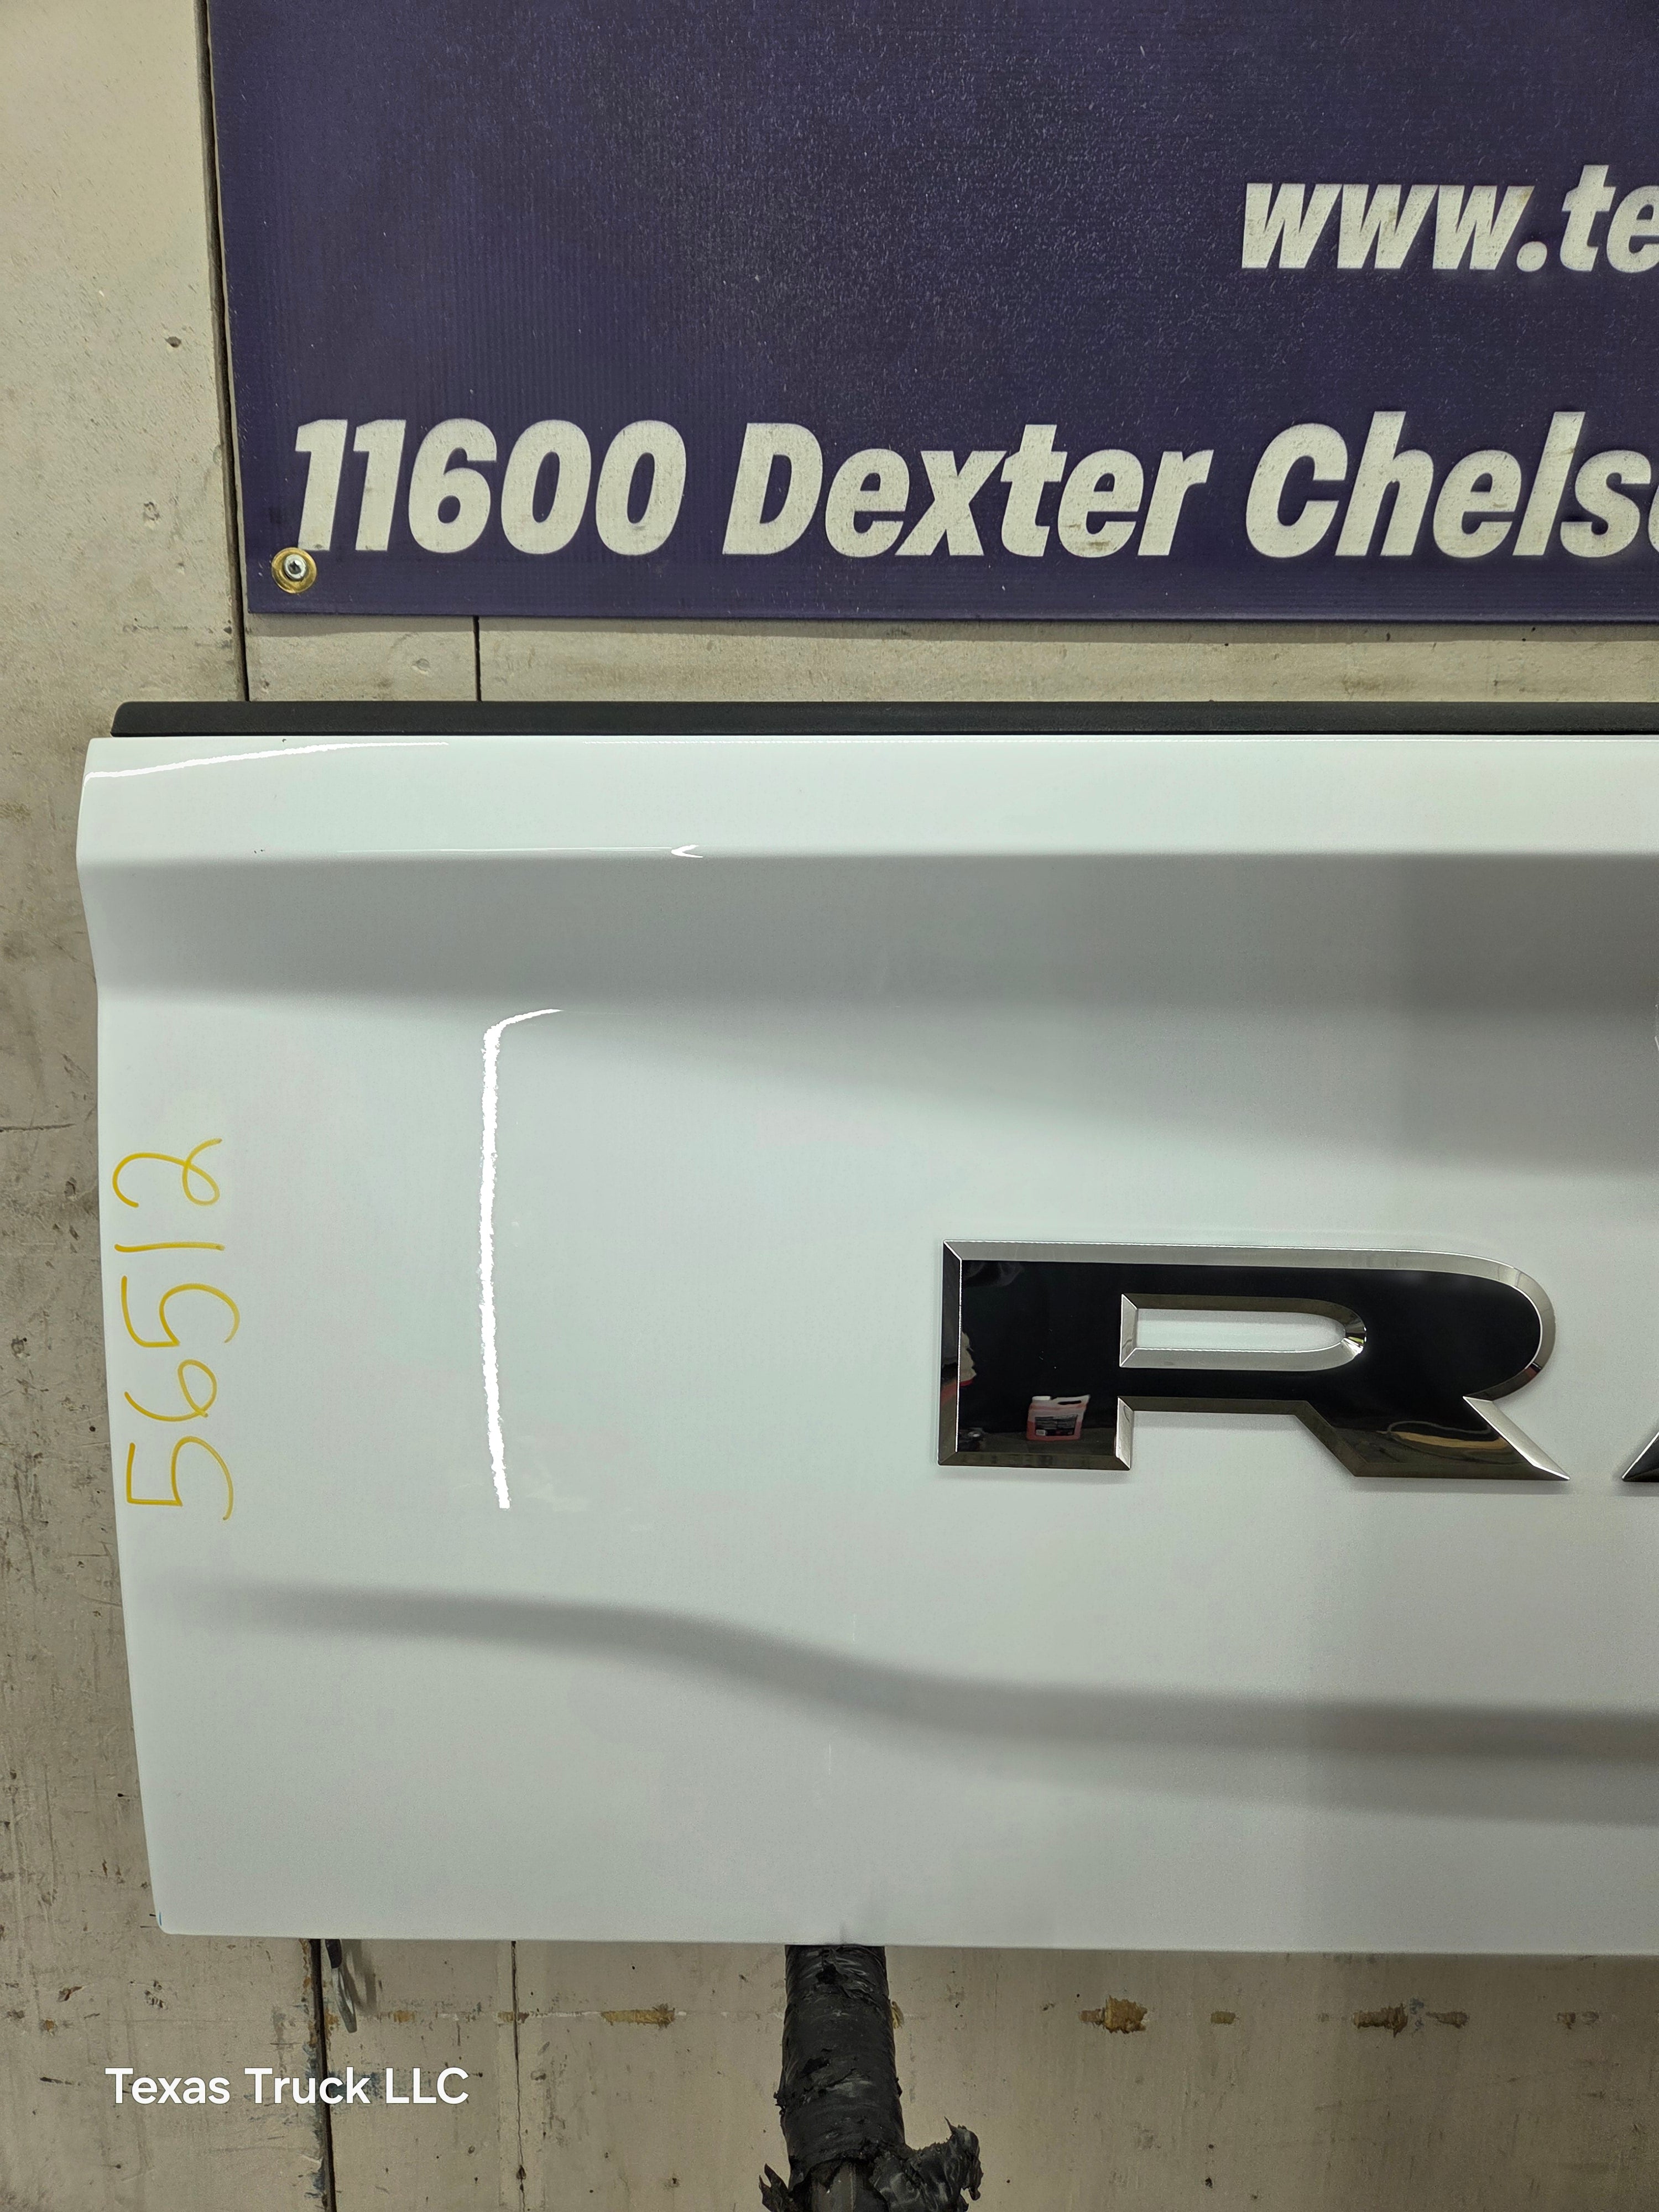 www.te
11600 Dexter Chelse
56512
RA
Texas Truck LLC